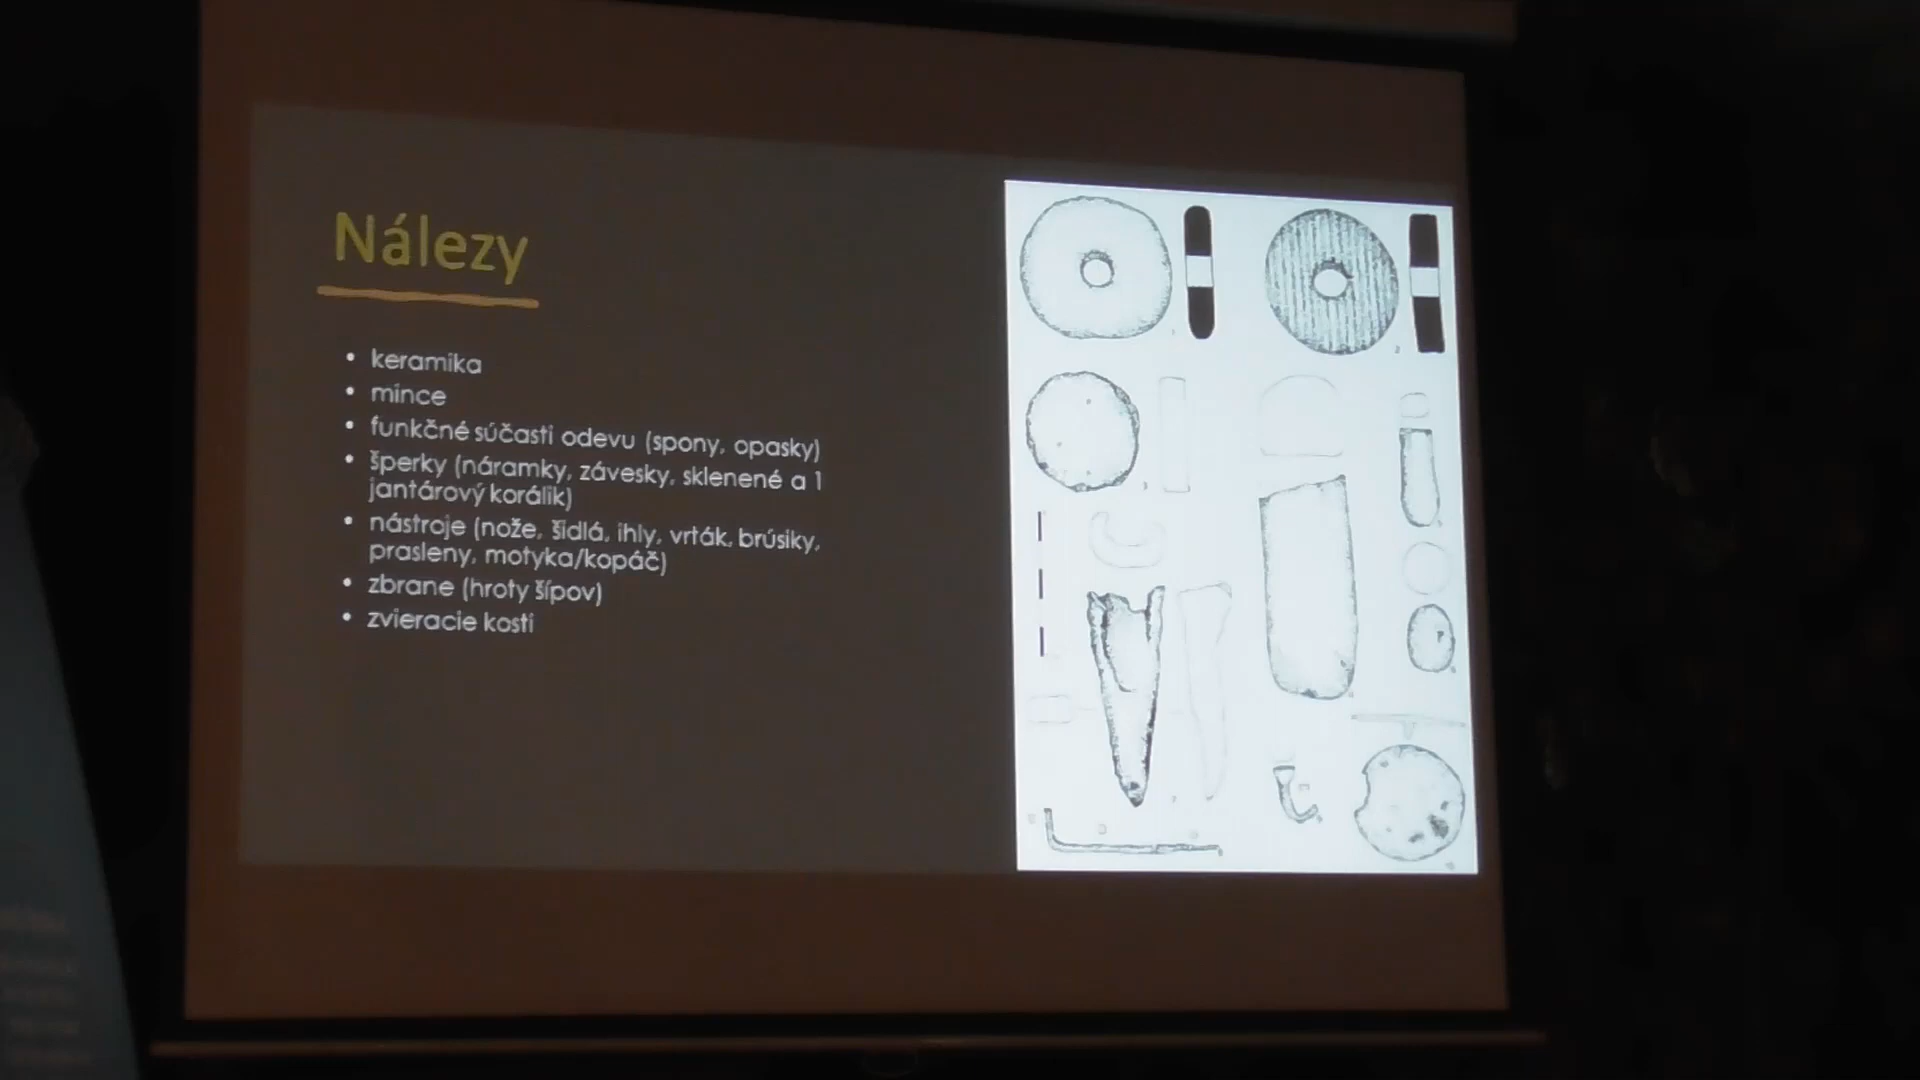 Nálezy
• keramika
• mince
• funkčné súčasti odevu (spony, opasky)
• šperky (náramky, závesky, sklenené a 1
jantárový korálik)
• nástroje (nože, šidlá, ihly, vrták, brúsiky,
prasleny, motyka/kopáč)
• zbrane (hroty šípov)
• zvieracie kosti